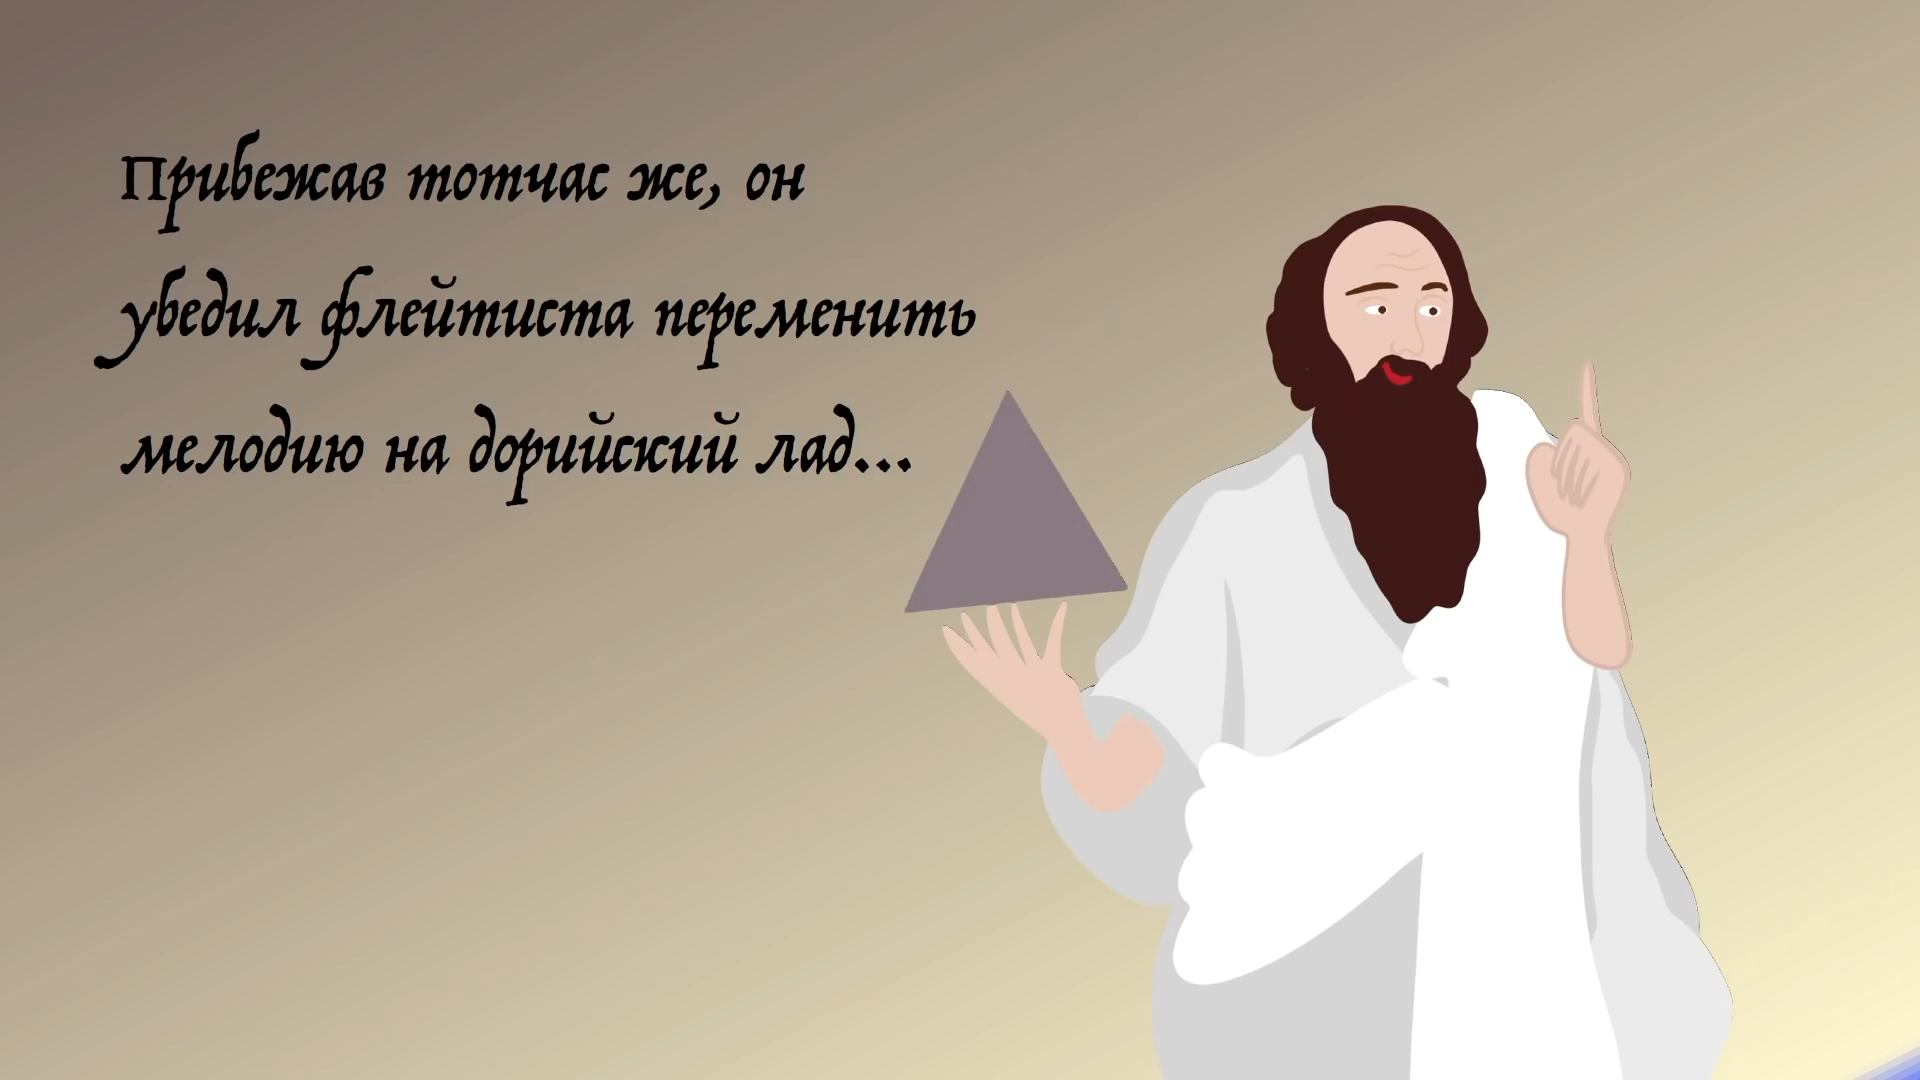 Прибежав тотчас же, он
убедил флейтиста переменить
мелодию на дорийский лад...